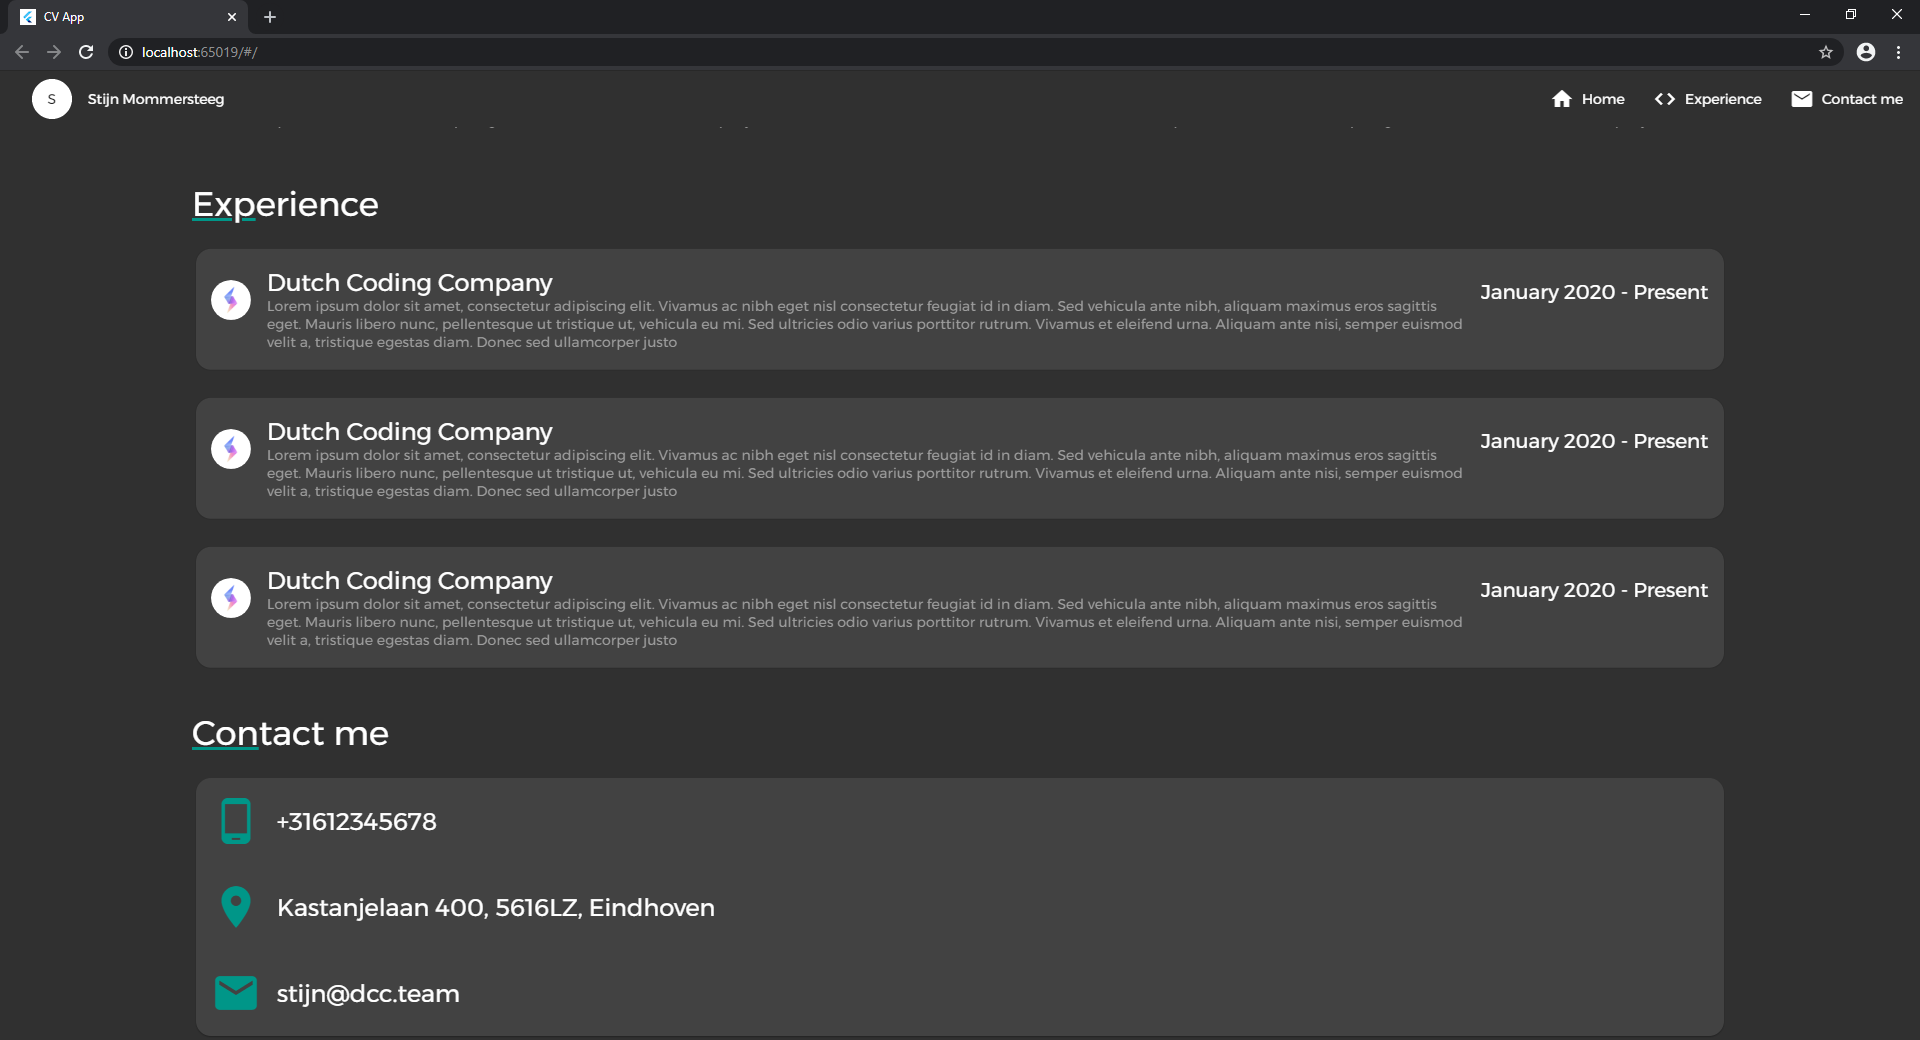 CV App
localhost:65019/#/
S Stijn Mommersteeg Home Experience Contact me
Experience
Dutch Coding Company
January 2020 - Present
Lorem ipsum dolor sit amet, consectetur adipiscing elit. Vivamus ac nibh eget nisl consectetur feugiat id in diam. Sed vehicula ante nibh, aliquam maximus eros sagittis
eget. Mauris libero nunc, pellentesque ut tristique ut, vehicula eu mi. Sed ultricies odio varius porttitor rutrum. Vivamus et eleifend urna. Aliquam ante nisi, semper euismod
velit a, tristique egestas diam. Donec sed ullamcorper justo
Dutch Coding Company
January 2020 - Present
Lorem ipsum dolor sit amet, consectetur adipiscing elit. Vivamus ac nibh eget nisl consectetur feugiat id in diam. Sed vehicula ante nibh, aliquam maximus eros sagittis
eget. Mauris libero nunc, pellentesque ut tristique ut, vehicula eu mi. Sed ultricies odio varius porttitor rutrum. Vivamus et eleifend urna. Aliquam ante nisi, semper euismod
velit a, tristique egestas diam. Donec sed ullamcorper justo
Dutch Coding Company
January 2020 - Present
Lorem ipsum dolor sit amet, consectetur adipiscing elit. Vivamus ac nibh eget nisl consectetur feugiat id in diam. Sed vehicula ante nibh, aliquam maximus eros sagittis
eget. Mauris libero nunc, pellentesque ut tristique ut, vehicula eu mi. Sed ultricies odio varius porttitor rutrum. Vivamus et eleifend urna. Aliquam ante nisi, semper euismod
velit a, tristique egestas diam. Donec sed ullamcorper justo
Contact me
+31612345678
Kastanjelaan 400, 5616LZ, Eindhoven
stijn@dcc.team